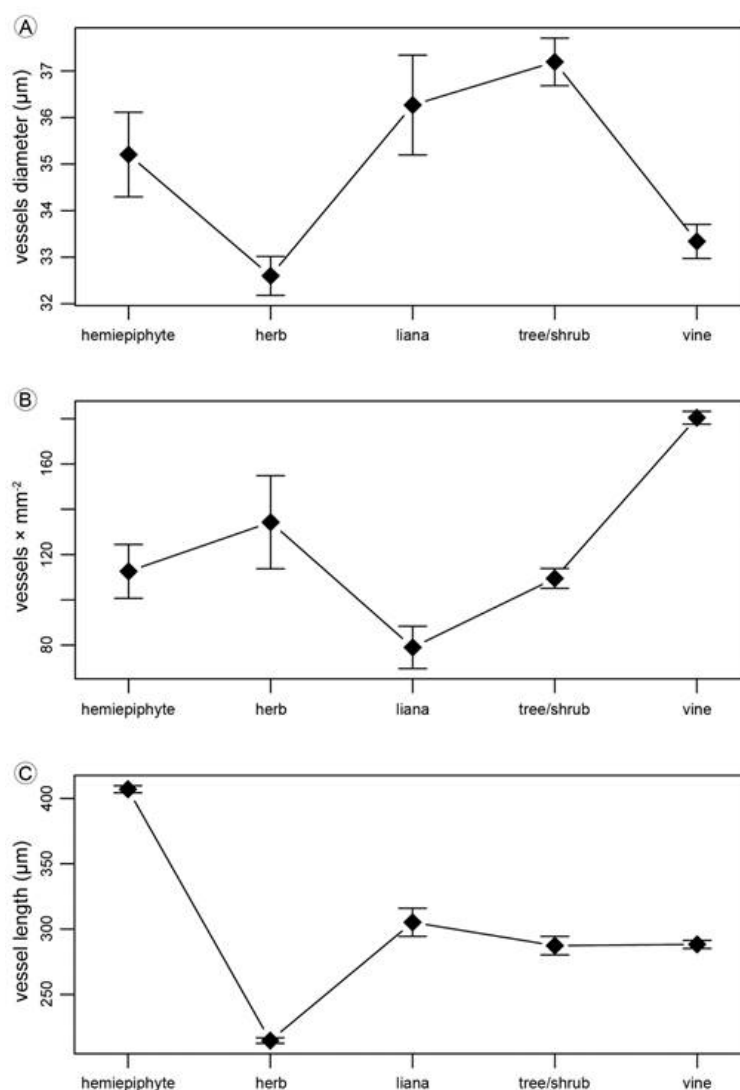 A
vessels diameter (µm)
37
36
35
34
33
32
hemiepiphyte herb liana tree/shrub vine
B
vessels × mm⁻²
160
120
80
hemiepiphyte herb liana tree/shrub vine
C
vessel length (µm)
400
350
300
250
hemiepiphyte herb liana tree/shrub vine